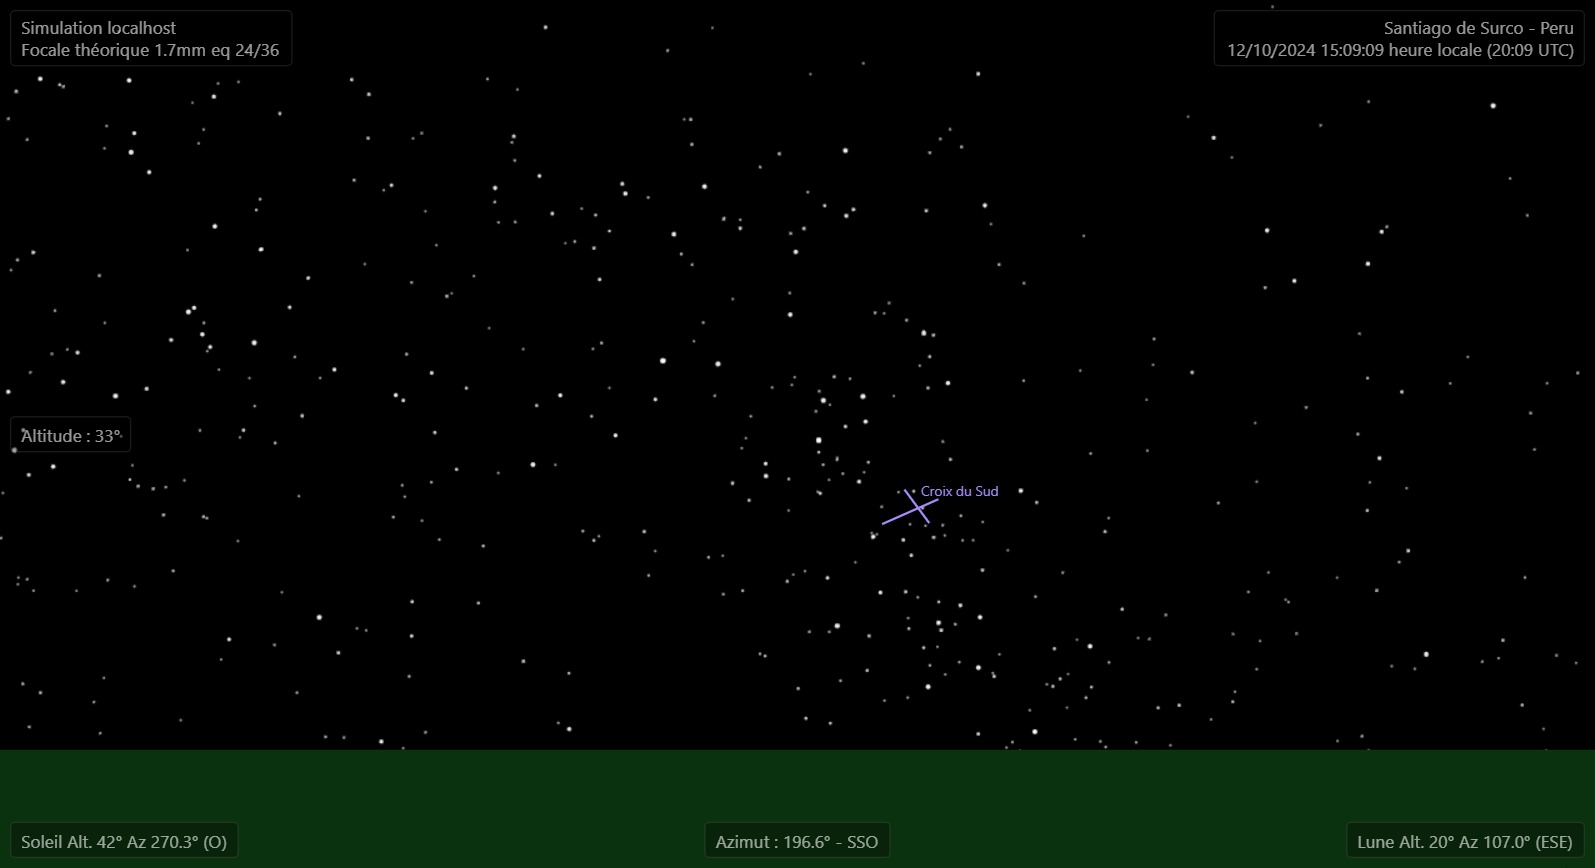 Simulation localhost
Focale théorique 1.7mm eq 24/36
Santiago de Surco - Peru
12/10/2024 15:09:09 heure locale (20:09 UTC)
Altitude : 33°
Croix du Sud
Soleil Alt. 42° Az 270.3° (O)
Azimut : 196.6° - SSO
Lune Alt. 20° Az 107.0° (ESE)